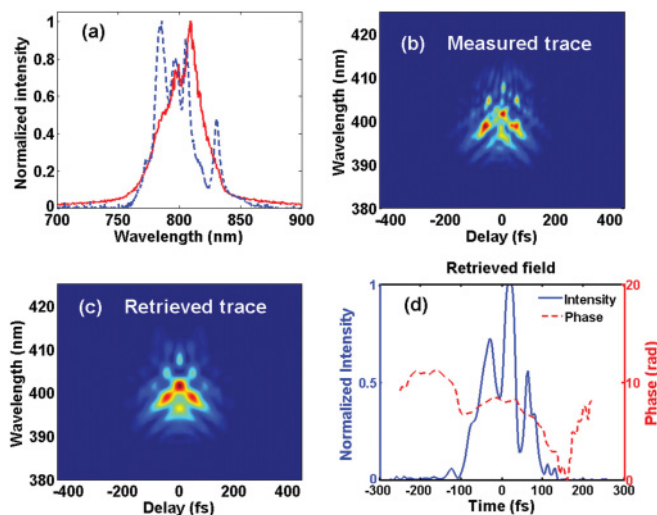 (a)
Normalized intensity
1
0.8
0.6
0.4
0.2
0
700 750 800 850 900
Wavelength (nm)
(b) Measured trace
Wavelength (nm)
420
410
400
390
380
-400 -200 0 200 400
Delay (fs)
(c) Retrieved trace
Wavelength (nm)
420
410
400
390
380
-400 -200 0 200 400
Delay (fs)
Retrieved field
(d)
Intensity
Phase
Normalized Intensity
1
0.5
0
20
10
0
Phase (rad)
-300 -200 -100 0 100 200 300
Time (fs)